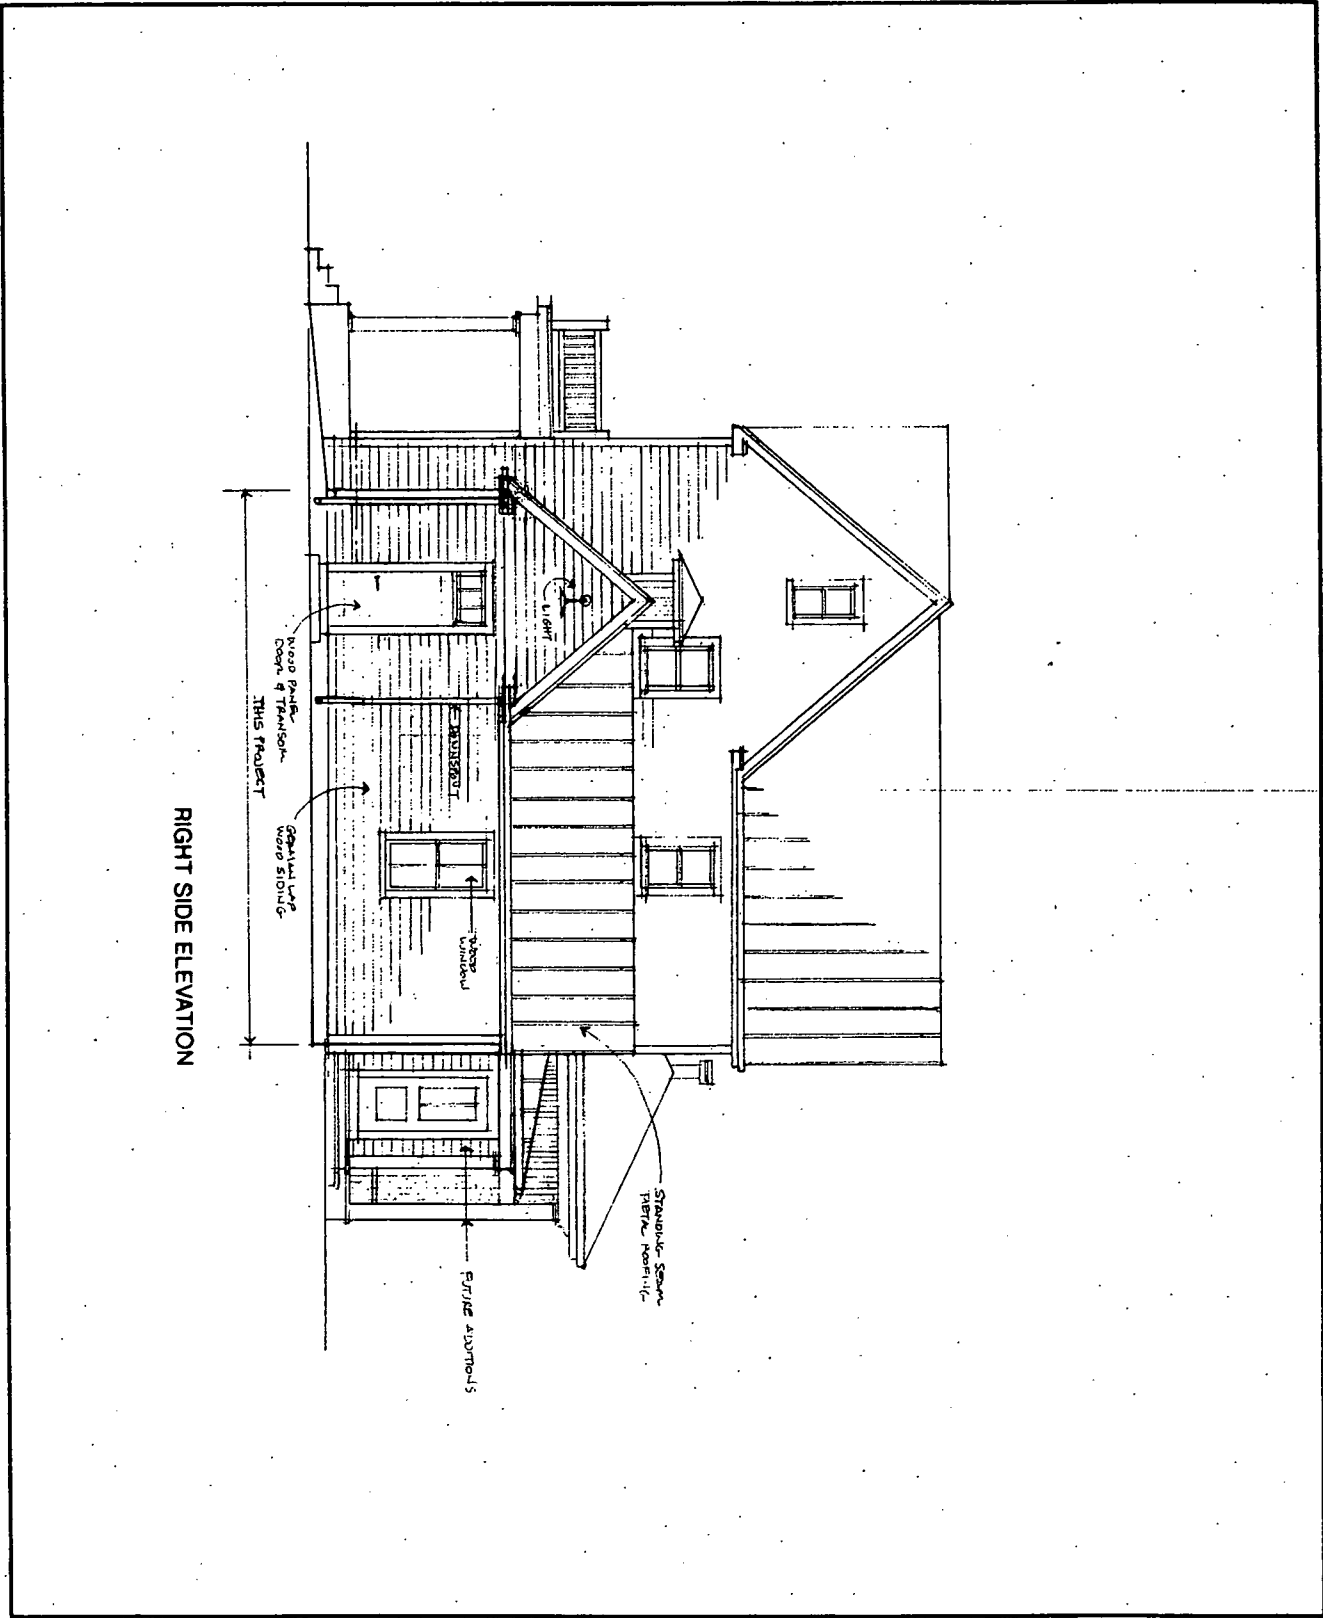 STANDING SEAM
METAL ROOFING
LIGHT
WOOD
WINDOW
DOWNSPOUT
FUTURE ADDITIONS
WOOD PANEL
DOOR & TRANSOM
GERMAN LAP
WOOD SIDING
THIS PROJECT
RIGHT SIDE ELEVATION